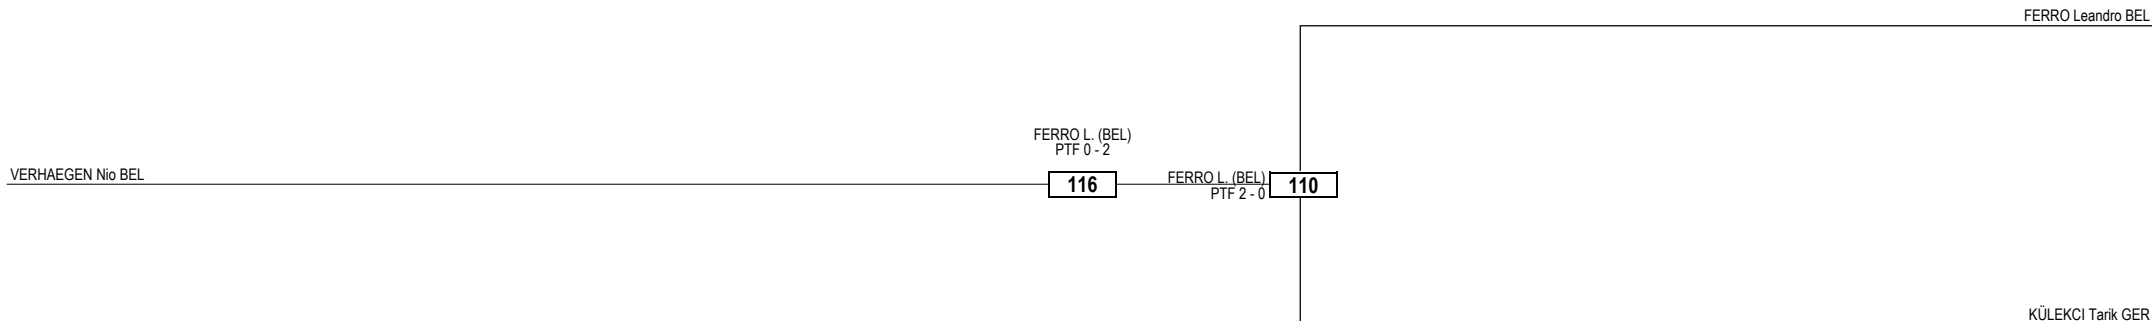 FERRO Leandro BEL
FERRO L. (BEL)
PTF 0 - 2
VERHAEGEN Nio BEL
116
FERRO L. (BEL)
PTF 2 - 0
110
KÜLEKCI Tarik GER